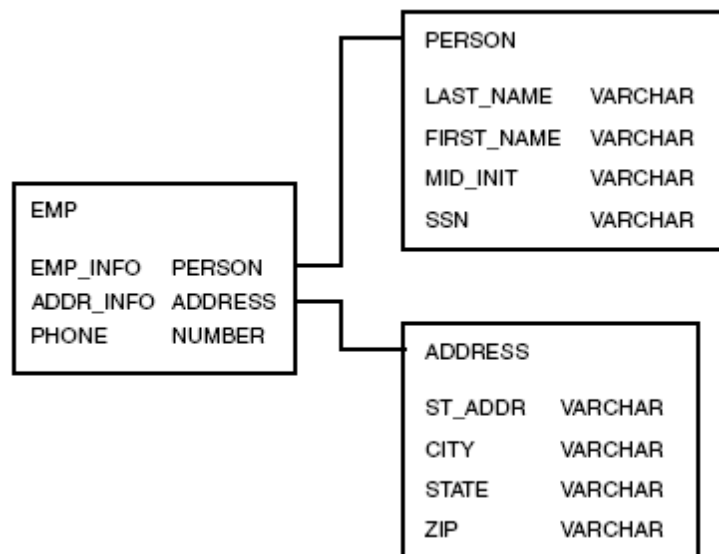 PERSON
LAST_NAME VARCHAR
FIRST_NAME VARCHAR
MID_INIT VARCHAR
SSN VARCHAR
EMP
EMP_INFO PERSON
ADDR_INFO ADDRESS
PHONE NUMBER
ADDRESS
ST_ADDR VARCHAR
CITY VARCHAR
STATE VARCHAR
ZIP VARCHAR